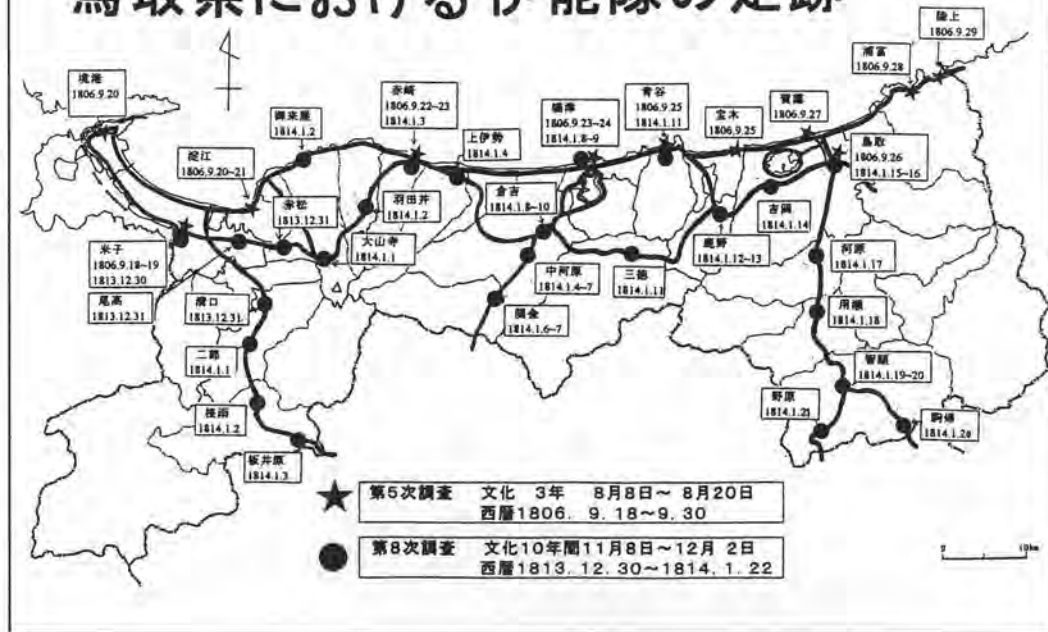 鳥取県における伊能隊の足跡
陸上
1806.9.29
浦富
1806.9.28
境港
1806.9.20
赤崎
1806.9.22~23
1814.1.3
御来屋
1814.1.2
上伊勢
1814.1.4
橋津
1806.9.23~24
1814.1.8~9
青谷
1806.9.25
1814.1.11
宝木
1806.9.25
賀露
1806.9.27
鳥取
1806.9.26
1814.1.15~16
淀江
1806.9.20~21
赤松
1813.12.31
羽田井
1814.1.2
倉吉
1814.1.8~10
吉岡
1814.1.14
大山寺
1814.1.1
鹿野
1814.1.12~13
河原
1814.1.17
米子
1806.9.18~19
1813.12.30
尾高
1813.12.31
溝口
1813.12.31
中河原
1814.1.4~7
三徳
1814.1.11
関金
1814.1.6~7
用瀬
1814.1.18
二部
1814.1.1
智頭
1814.1.19~20
1814.1.2
野原
1814.1.21
駒帰
板井原
1814.1.3
第5次調査 文化 3年 8月8日~ 8月20日
西暦1806. 9.18~9.30
第8次調査 文化10年閏11月8日~12月 2日
西暦1813.12.30~1814.1.22
0 10km